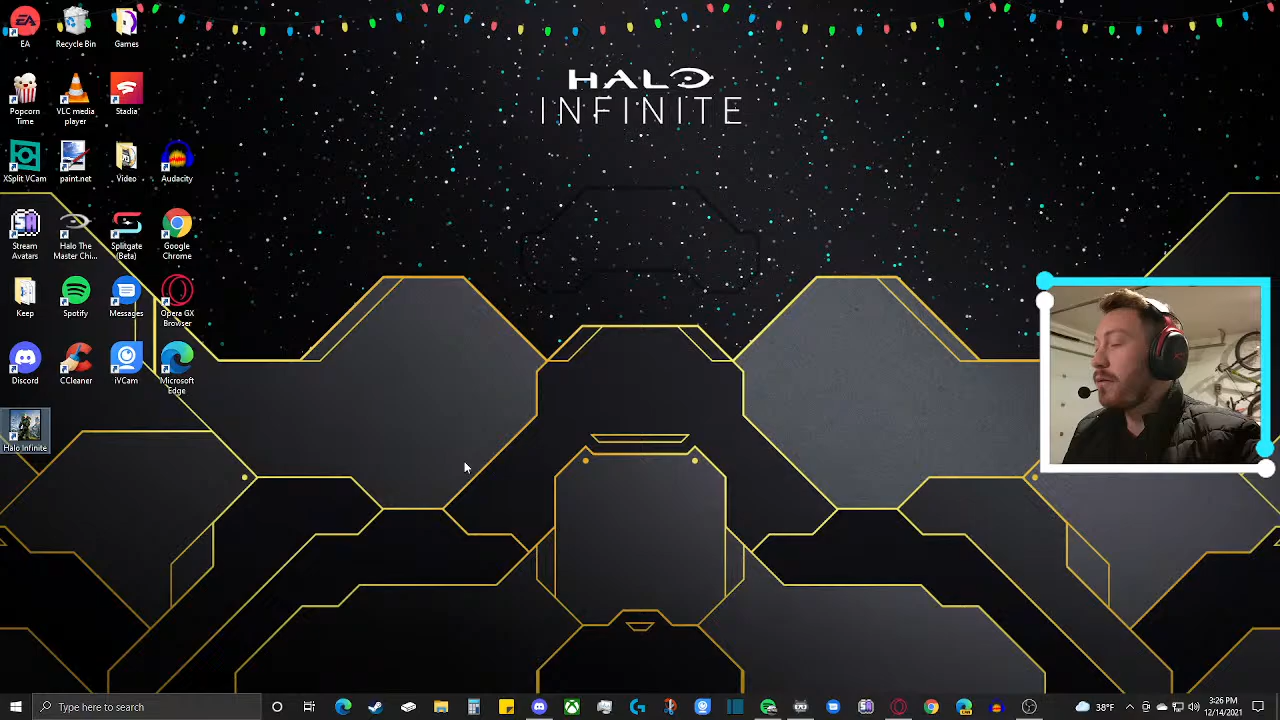 EA
Recycle Bin
Games
HALO
INFINITE
Popcorn
Time
VLC media
player
Stadia
XSplit VCam
paint.net
Video
Audacity
Stream
Avatars
Halo The
Master Chi...
Splitgate
(Beta)
Google
Chrome
Keep
Spotify
Messages
Opera GX
Browser
Discord
CCleaner
iVCam
Microsoft
Edge
Halo Infinite
Type here to search
38°F
3:26 PM
12/14/2021